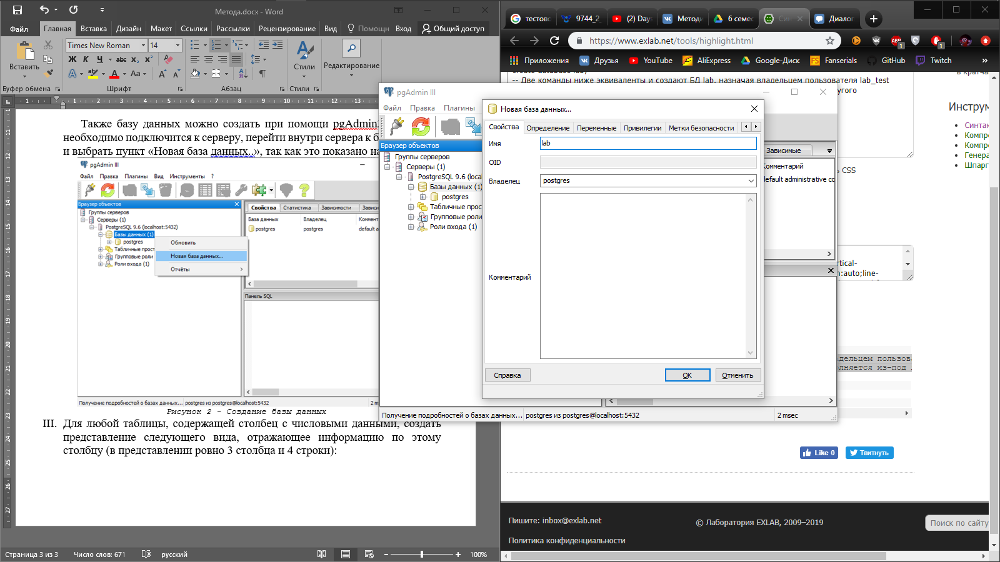 Метода.docx - Word
Файл
Главная
Вставка
Дизайн
Макет
Ссылки
Рассылки
Рецензирование
Вид
Помощн
Вход
Общий доступ
Times New Roman
14
Вставить
Ж К Ч abc x₂ x²
Стили
Редактирование
Буфер обмена
Шрифт
Абзац
Стили
Также базу данных можно создать при помощи pgAdmin
необходимо подключится к серверу, перейти внутри сервера к б
и выбрать пункт «Новая база данных..», так как это показано на
pgAdmin III
Файл Правка Плагины Вид Инструменты ?
Браузер объектов
Группы серверов
Серверы (1)
PostgreSQL 9.6 (localhost:5432)
Базы данных (1)
postgres
Табличные прост
Групповые роли
Роли входа (1)
Обновить
Новая база данных...
Отчёты
Свойства Статистика Зависимости Завис
База данных Владелец Коммент
postgres postgres default a
Панель SQL
Получение подробностей о базах данных... postgres из postgres@localhost:5432 2 m
Рисунок 2 – Создание базы данных
III. Для любой таблицы, содержащей столбец с числовыми данными, создать
представление следующего вида, отражающее информацию по этому
столбцу (в представлении ровно 3 столбца и 4 строки):
Страница 3 из 3
Число слов: 671
русский
100%
тестово
9744_2_
(2) Days
Методи
6 семес
Син
Диалог
https://www.exlab.net/tools/highlight.html
Приложения
Друзья
YouTube
AliExpress
Google-Диск
Fanserials
GitHub
Twitch
»
create database lab;
-- Две команды ниже эквиваленты и создают БД lab, назначая владельцем пользователя lab_test
угого
в кратча
Инструм
Синтак
Компре
Компре
Генера
Шпарг
CSS
rtical-
n:auto;line-
адельцем пользова
олняется из-под
Like 0
Твитнуть
Пишите: inbox@exlab.net
© Лаборатория EXLAB, 2009–2019
Поиск по сайту
Политика конфиденциальности
pgAdmin III
Файл Правка Плагины
Браузер объектов
Группы серверов
Серверы (1)
PostgreSQL 9.6 (local
Базы данных (1)
postgres
Табличные прос
Групповые роли
Роли входа (1)
Зависимые
Комментарий
default administrative co
Получение подробностей о базах данных... postgres из postgres@localhost:5432 2 msec
Новая база данных...
Свойства Определение Переменные Привилегии Метки безопасности
Имя
lab
OID
Владелец
postgres
Комментарий
Справка
OK
Отменить